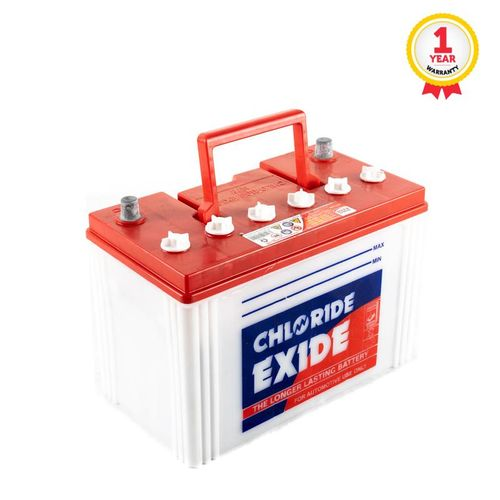 1
YEAR
WARRANTY
MAX
MIN
CHLORIDE
EXIDE
THE LONGER LASTING BATTERY
FOR AUTOMOTIVE USE ONLY